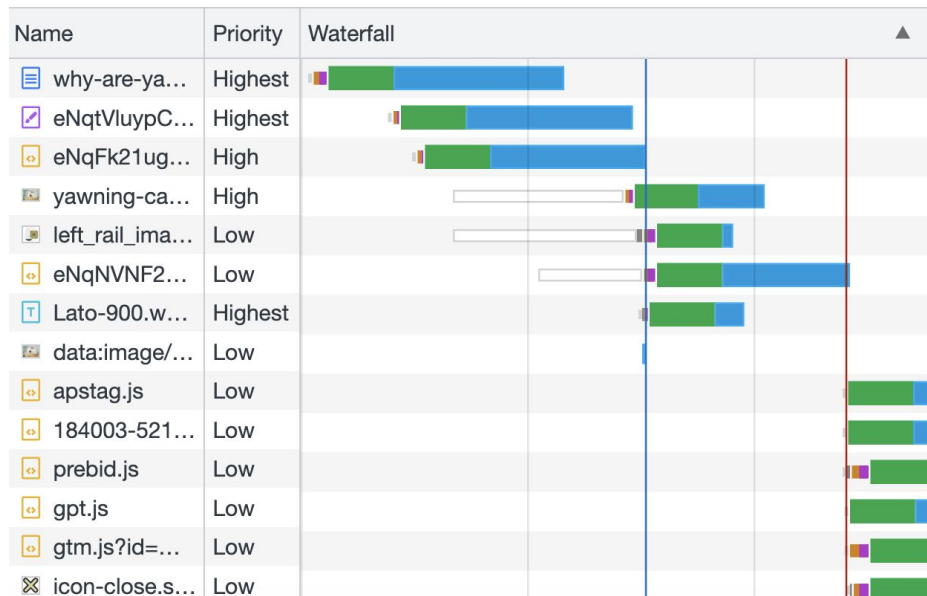 Name Priority Waterfall ▲
why-are-ya... Highest
eNqtVluypC... Highest
eNqFk21ug... High
yawning-ca... High
left_rail_ima... Low
eNqNVNF2... Low
Lato-900.w... Highest
data:image/... Low
apstag.js Low
184003-521... Low
prebid.js Low
gpt.js Low
gtm.js?id=... Low
icon-close.s... Low